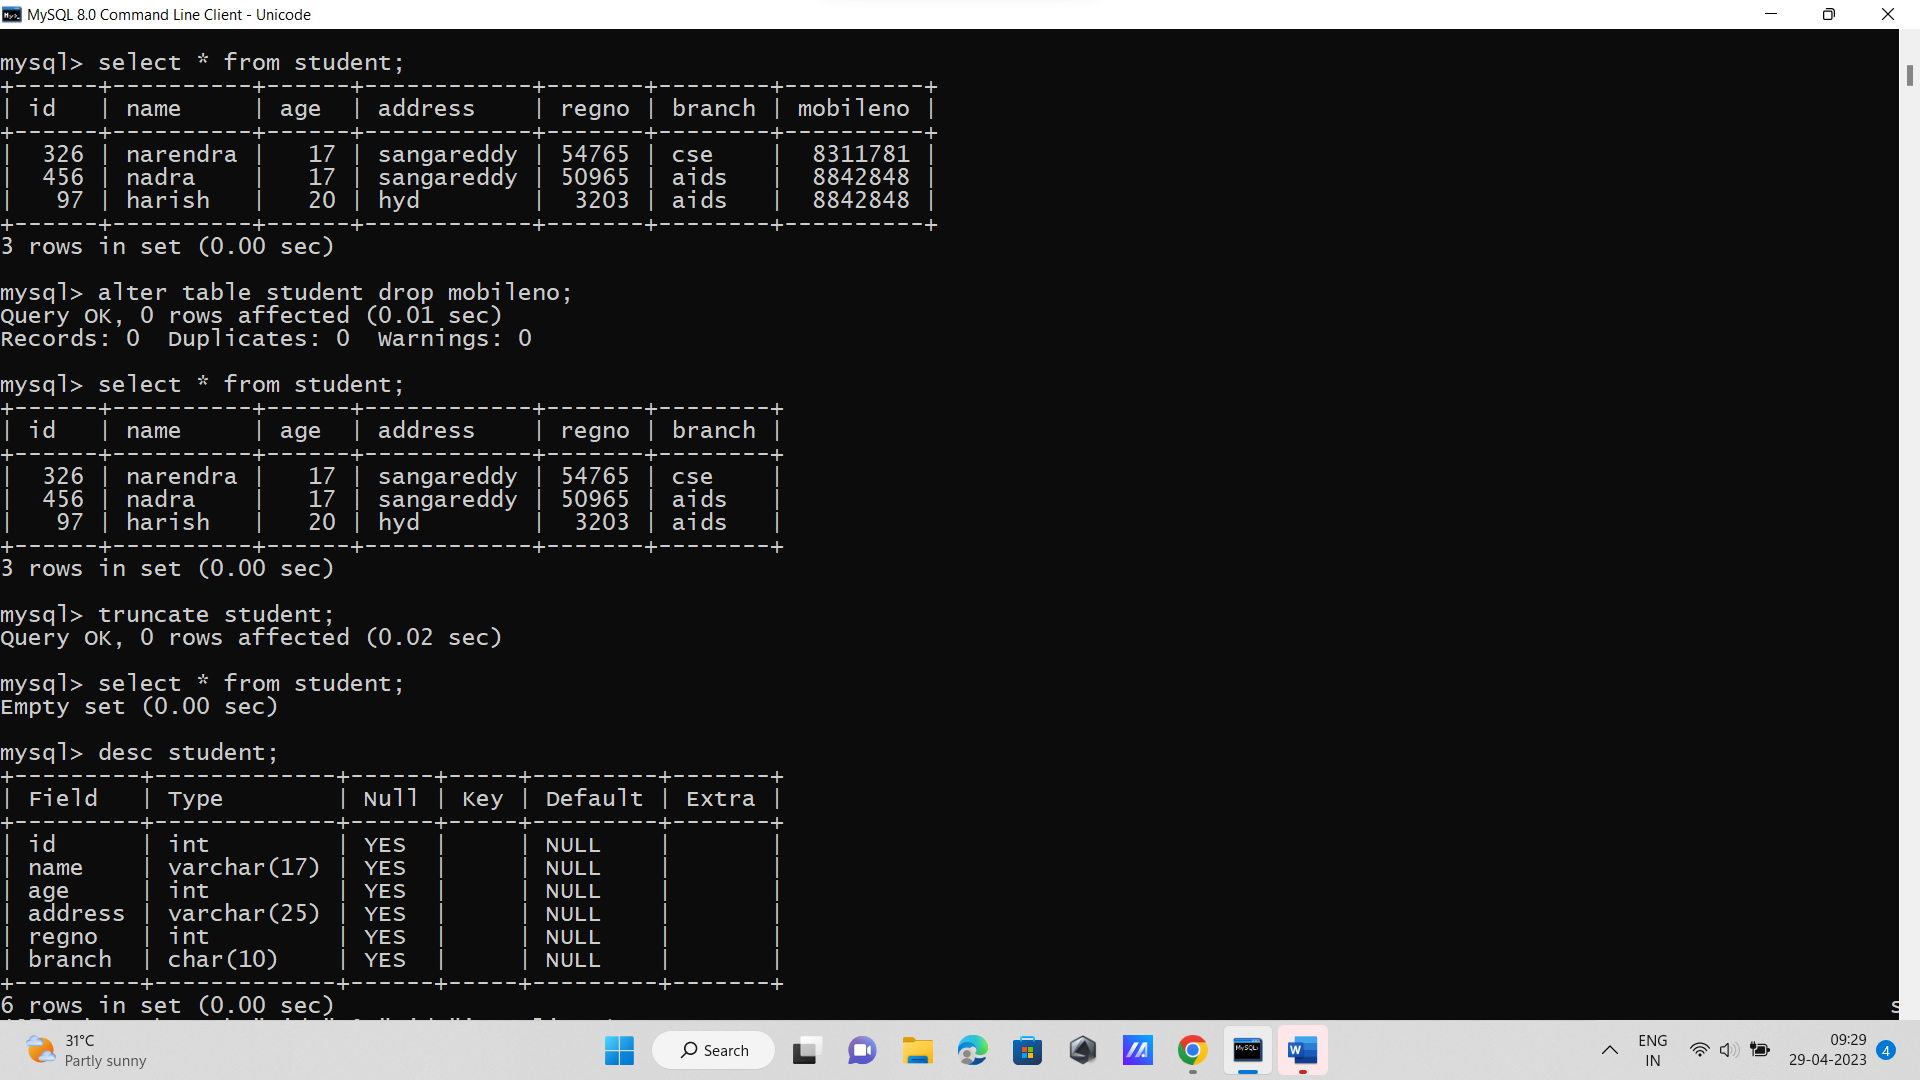 MySQL 8.0 Command Line Client - Unicode
mysql> select * from student;
+------+----------+------+------------+-------+--------+----------+
| id   | name     | age  | address    | regno | branch | mobileno |
+------+----------+------+------------+-------+--------+----------+
|  326 | narendra |   17 | sangareddy | 54765 | cse    |  8311781 |
|  456 | nadra    |   17 | sangareddy | 50965 | aids   |  8842848 |
|   97 | harish   |   20 | hyd        |  3203 | aids   |  8842848 |
+------+----------+------+------------+-------+--------+----------+
3 rows in set (0.00 sec)
mysql> alter table student drop mobileno;
Query OK, 0 rows affected (0.01 sec)
Records: 0  Duplicates: 0  Warnings: 0
mysql> select * from student;
+------+----------+------+------------+-------+--------+
| id   | name     | age  | address    | regno | branch |
+------+----------+------+------------+-------+--------+
|  326 | narendra |   17 | sangareddy | 54765 | cse    |
|  456 | nadra    |   17 | sangareddy | 50965 | aids   |
|   97 | harish   |   20 | hyd        |  3203 | aids   |
+------+----------+------+------------+-------+--------+
3 rows in set (0.00 sec)
mysql> truncate student;
Query OK, 0 rows affected (0.02 sec)
mysql> select * from student;
Empty set (0.00 sec)
mysql> desc student;
+---------+-------------+------+-----+---------+-------+
| Field   | Type        | Null | Key | Default | Extra |
+---------+-------------+------+-----+---------+-------+
| id      | int         | YES  |     | NULL    |       |
| name    | varchar(17) | YES  |     | NULL    |       |
| age     | int         | YES  |     | NULL    |       |
| address | varchar(25) | YES  |     | NULL    |       |
| regno   | int         | YES  |     | NULL    |       |
| branch  | char(10)    | YES  |     | NULL    |       |
+---------+-------------+------+-----+---------+-------+
6 rows in set (0.00 sec)
31°C
Partly sunny
Search
MySQL
W
ENG
IN
09:29
29-04-2023
4